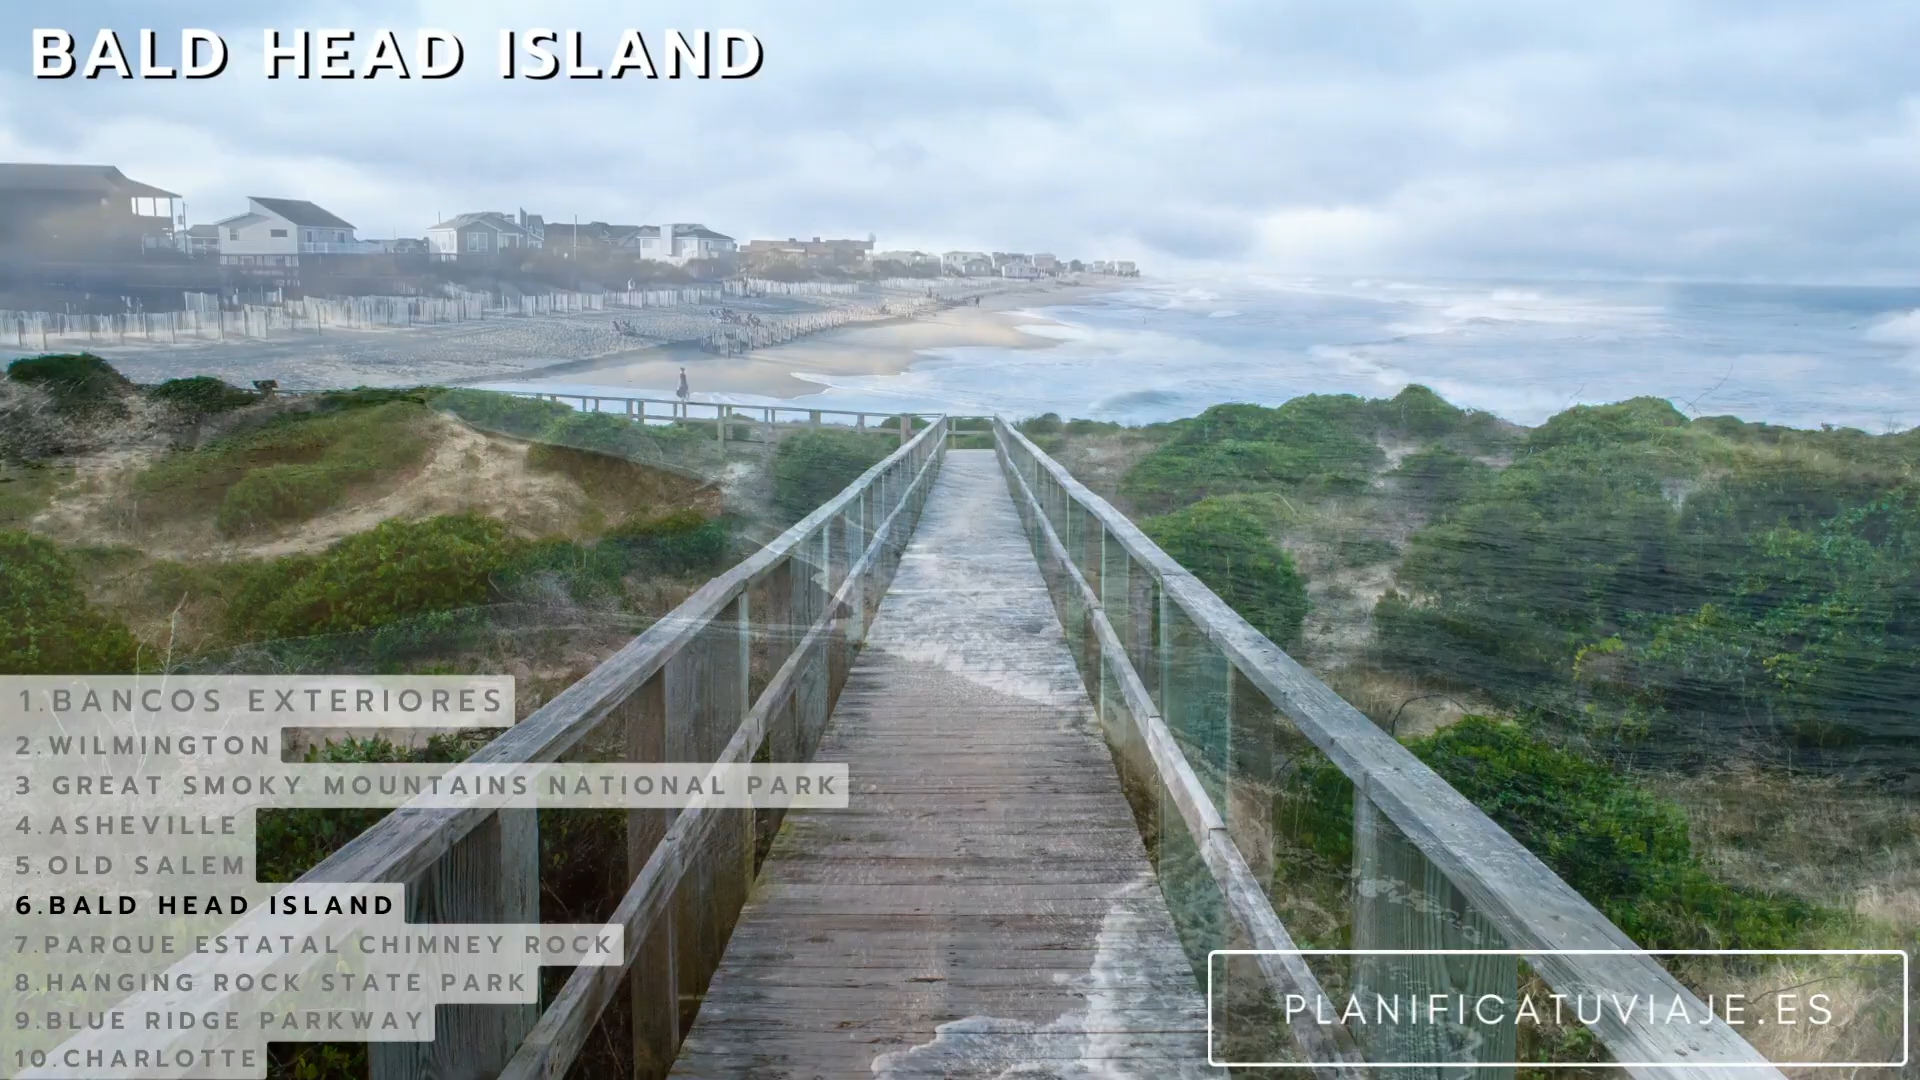 BALD HEAD ISLAND
1.BANCOS EXTERIORES
2.WILMINGTON
3 GREAT SMOKY MOUNTAINS NATIONAL PARK
4.ASHEVILLE
5.OLD SALEM
6.BALD HEAD ISLAND
7.PARQUE ESTATAL CHIMNEY ROCK
8.HANGING ROCK STATE PARK
9.BLUE RIDGE PARKWAY
10.CHARLOTTE
PLANIFICATUVIAJE.ES